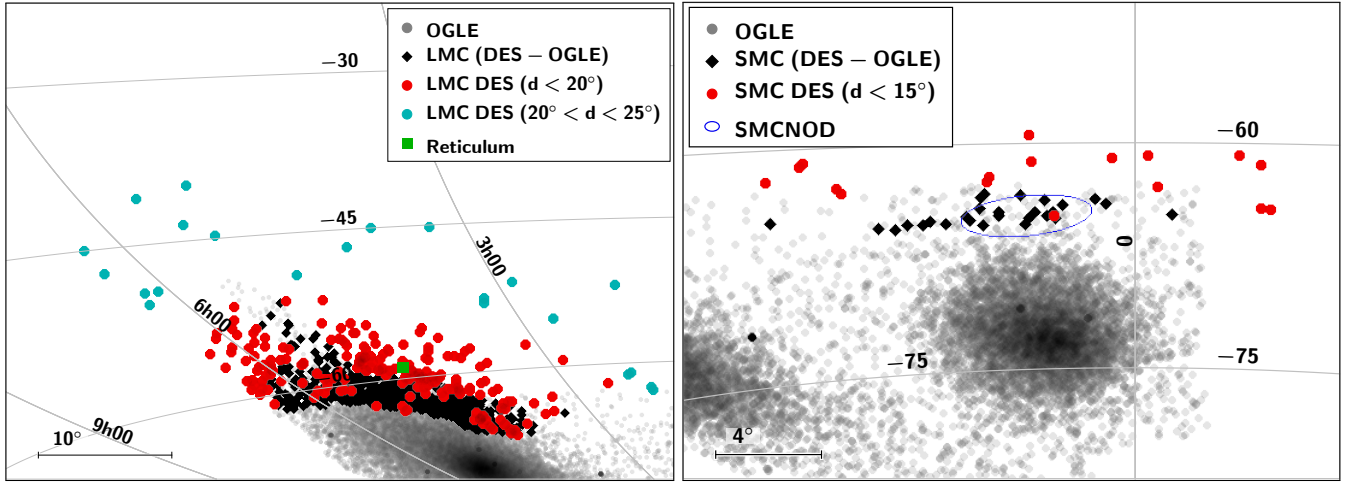 OGLE
LMC (DES − OGLE)
LMC DES (d < 20°)
LMC DES (20° < d < 25°)
Reticulum
−30
−45
3h00
6h00
−60
9h00
10°
OGLE
SMC (DES − OGLE)
SMC DES (d < 15°)
SMCNOD
−60
0
−75
−75
4°